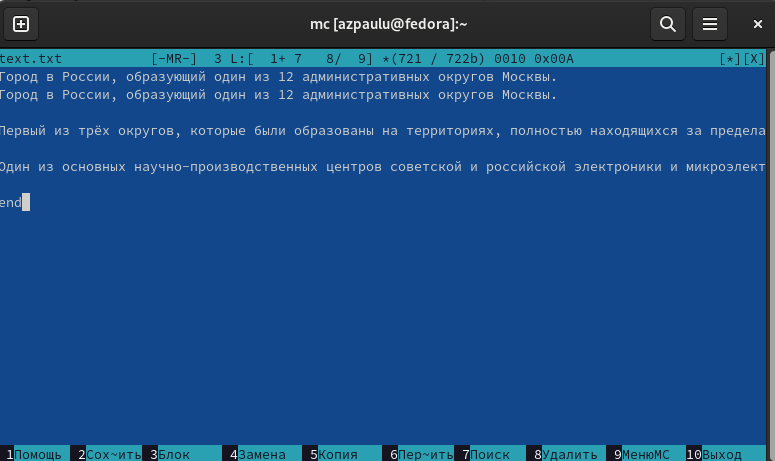 mc [azpaulu@fedora]:~
text.txt [-MR-] 3 L:[ 1+ 7 8/ 9] *(721 / 722b) 0010 0x00A [*][X]
Город в России, образующий один из 12 административных округов Москвы.
Город в России, образующий один из 12 административных округов Москвы.
Первый из трёх округов, которые были образованы на территориях, полностью находящихся за предела
Один из основных научно-производственных центров советской и российской электроники и микроэлект
end
1Помощь 2Сох~ить 3Блок 4Замена 5Копия 6Пер~ить 7Поиск 8Удалить 9МенюМС 10Выход